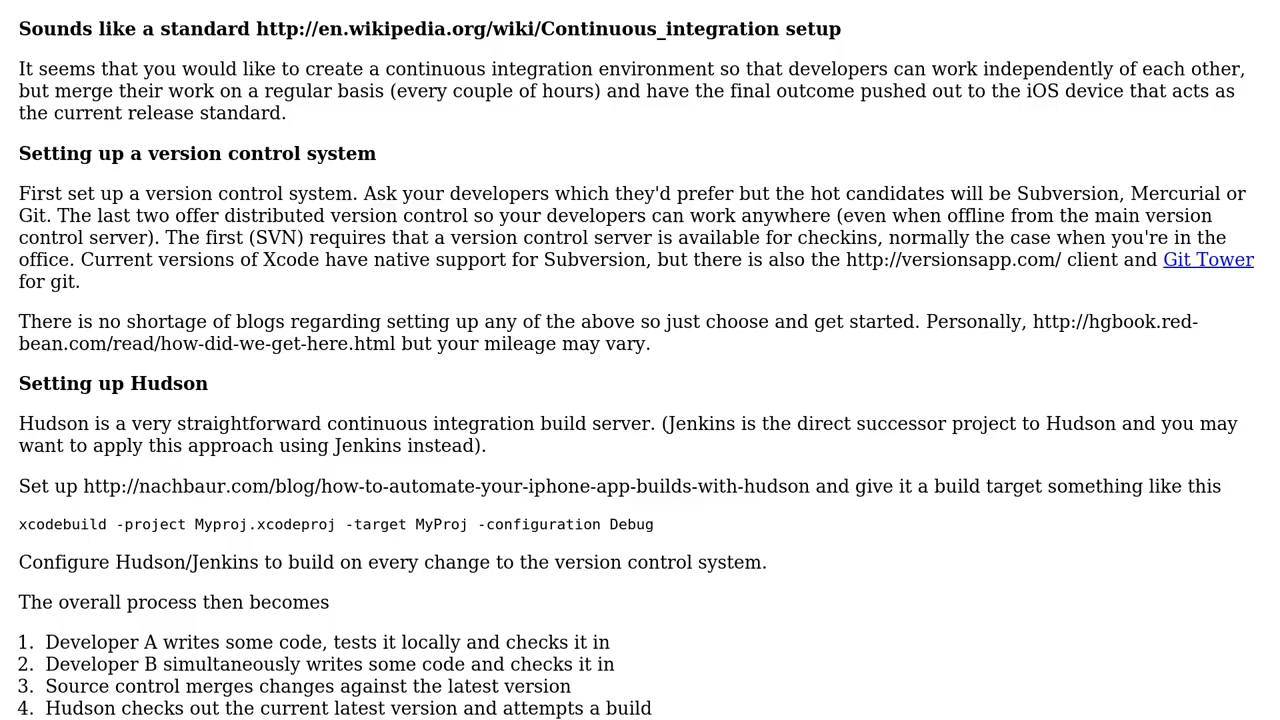 Sounds like a standard http://en.wikipedia.org/wiki/Continuous_integration setup
It seems that you would like to create a continuous integration environment so that developers can work independently of each other,
but merge their work on a regular basis (every couple of hours) and have the final outcome pushed out to the iOS device that acts as
the current release standard.
Setting up a version control system
First set up a version control system. Ask your developers which they'd prefer but the hot candidates will be Subversion, Mercurial or
Git. The last two offer distributed version control so your developers can work anywhere (even when offline from the main version
control server). The first (SVN) requires that a version control server is available for checkins, normally the case when you're in the
office. Current versions of Xcode have native support for Subversion, but there is also the http://versionsapp.com/ client and Git Tower
for git.
There is no shortage of blogs regarding setting up any of the above so just choose and get started. Personally, http://hgbook.red-
bean.com/read/how-did-we-get-here.html but your mileage may vary.
Setting up Hudson
Hudson is a very straightforward continuous integration build server. (Jenkins is the direct successor project to Hudson and you may
want to apply this approach using Jenkins instead).
Set up http://nachbaur.com/blog/how-to-automate-your-iphone-app-builds-with-hudson and give it a build target something like this
xcodebuild -project Myproj.xcodeproj -target MyProj -configuration Debug
Configure Hudson/Jenkins to build on every change to the version control system.
The overall process then becomes
1. Developer A writes some code, tests it locally and checks it in
2. Developer B simultaneously writes some code and checks it in
3. Source control merges changes against the latest version
4. Hudson checks out the current latest version and attempts a build